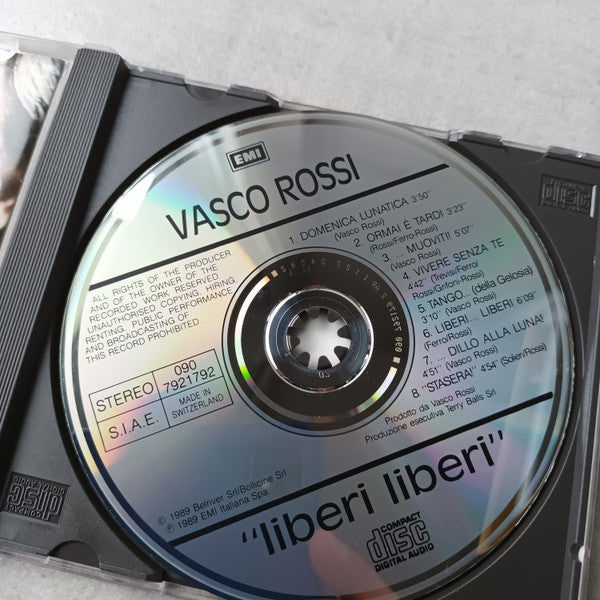 EMI
VASCO ROSSI
1. DOMENICA LUNATICA 3'50"
(Vasco Rossi)
2. ORMAI È TARDI 3'23"
(Rossi/Ferro-Rossi)
3. ... MUOVITI! 5'07"
(Vasco Rossi)
4. VIVERE SENZA TE
4'42" (Trevisi/Ferro/
Rossi/Grifoni-Rossi)
5. TANGO... (della Gelosia)
3'10" (Vasco Rossi)
6. LIBERI... LIBERI 6'09"
(Ferro/Rossi)
7. ... DILLO ALLA LUNA!
4'51" (Vasco Rossi)
8. "STASERA!" 4'54" (Solieri/Rossi)
Prodotto da Vasco Rossi
Produzione esecutiva Terry Balls Srl
ALL RIGHTS OF THE PRODUCER
AND OF THE OWNER OF THE
RECORDED WORK RESERVED.
UNAUTHORISED COPYING, HIRING,
RENTING, PUBLIC PERFORMANCE
AND BROADCASTING OF
THIS RECORD PROHIBITED.
STEREO
090
7921792
S.I.A.E.
MADE IN
SWITZERLAND
© 1989 Belnver Srl/Bollicine Srl
℗ 1989 EMI Italiana Spa
"liberi liberi"
COMPACT
disc
DIGITAL AUDIO